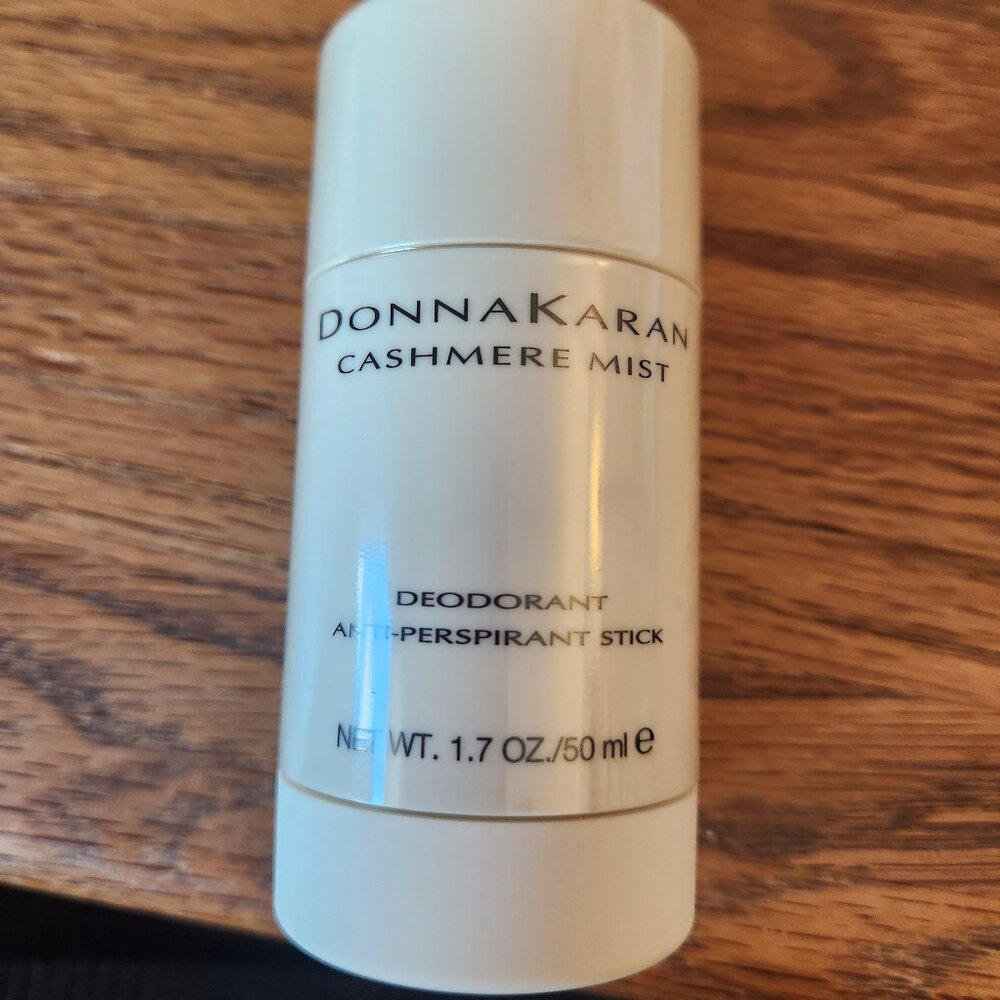 DONNAKARAN
CASHMERE MIST
DEODORANT
ANTI-PERSPIRANT STICK
NET WT. 1.7 OZ./50 ml e